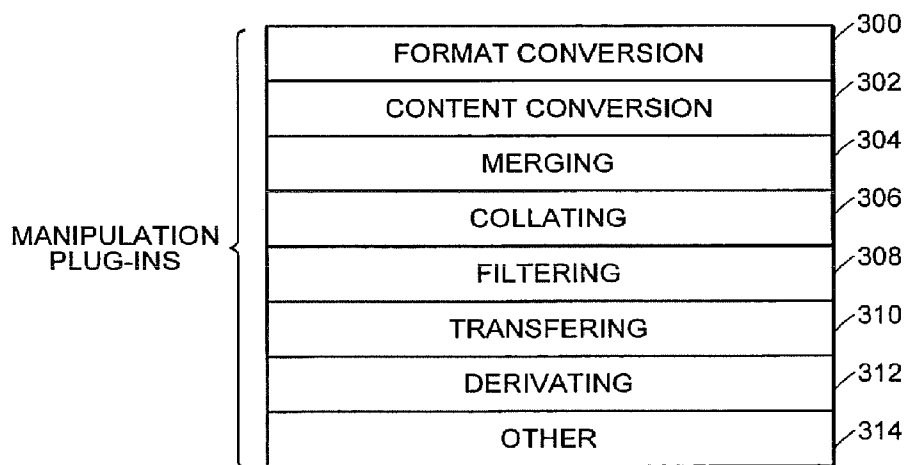 300
FORMAT CONVERSION
302
CONTENT CONVERSION
304
MERGING
306
COLLATING
MANIPULATION
PLUG-INS
308
FILTERING
310
TRANSFERING
312
DERIVATING
314
OTHER